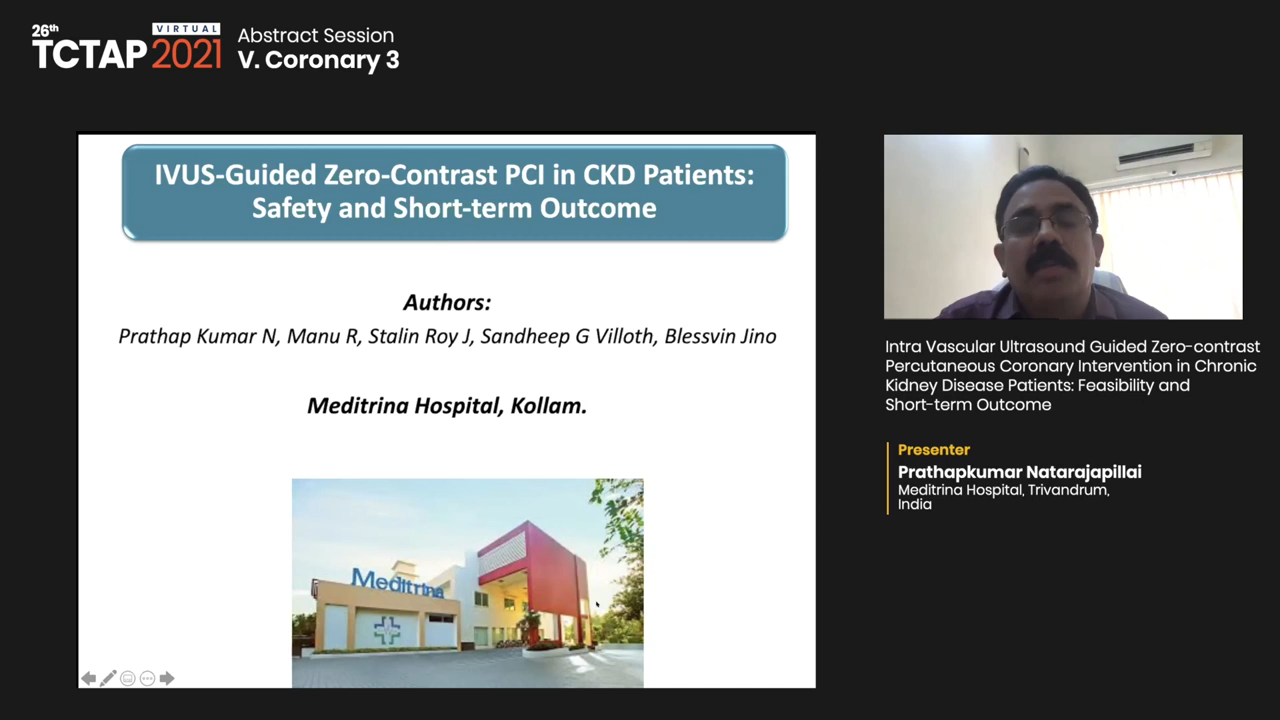 26th
VIRTUAL
TCTAP 2021
Abstract Session
V. Coronary 3
IVUS-Guided Zero-Contrast PCI in CKD Patients:
Safety and Short-term Outcome
Authors:
Prathap Kumar N, Manu R, Stalin Roy J, Sandheep G Villoth, Blessvin Jino
Meditrina Hospital, Kollam.
Meditrina
Intra Vascular Ultrasound Guided Zero-contrast
Percutaneous Coronary Intervention in Chronic
Kidney Disease Patients: Feasibility and
Short-term Outcome
Presenter
Prathapkumar Natarajapillai
Meditrina Hospital, Trivandrum,
India